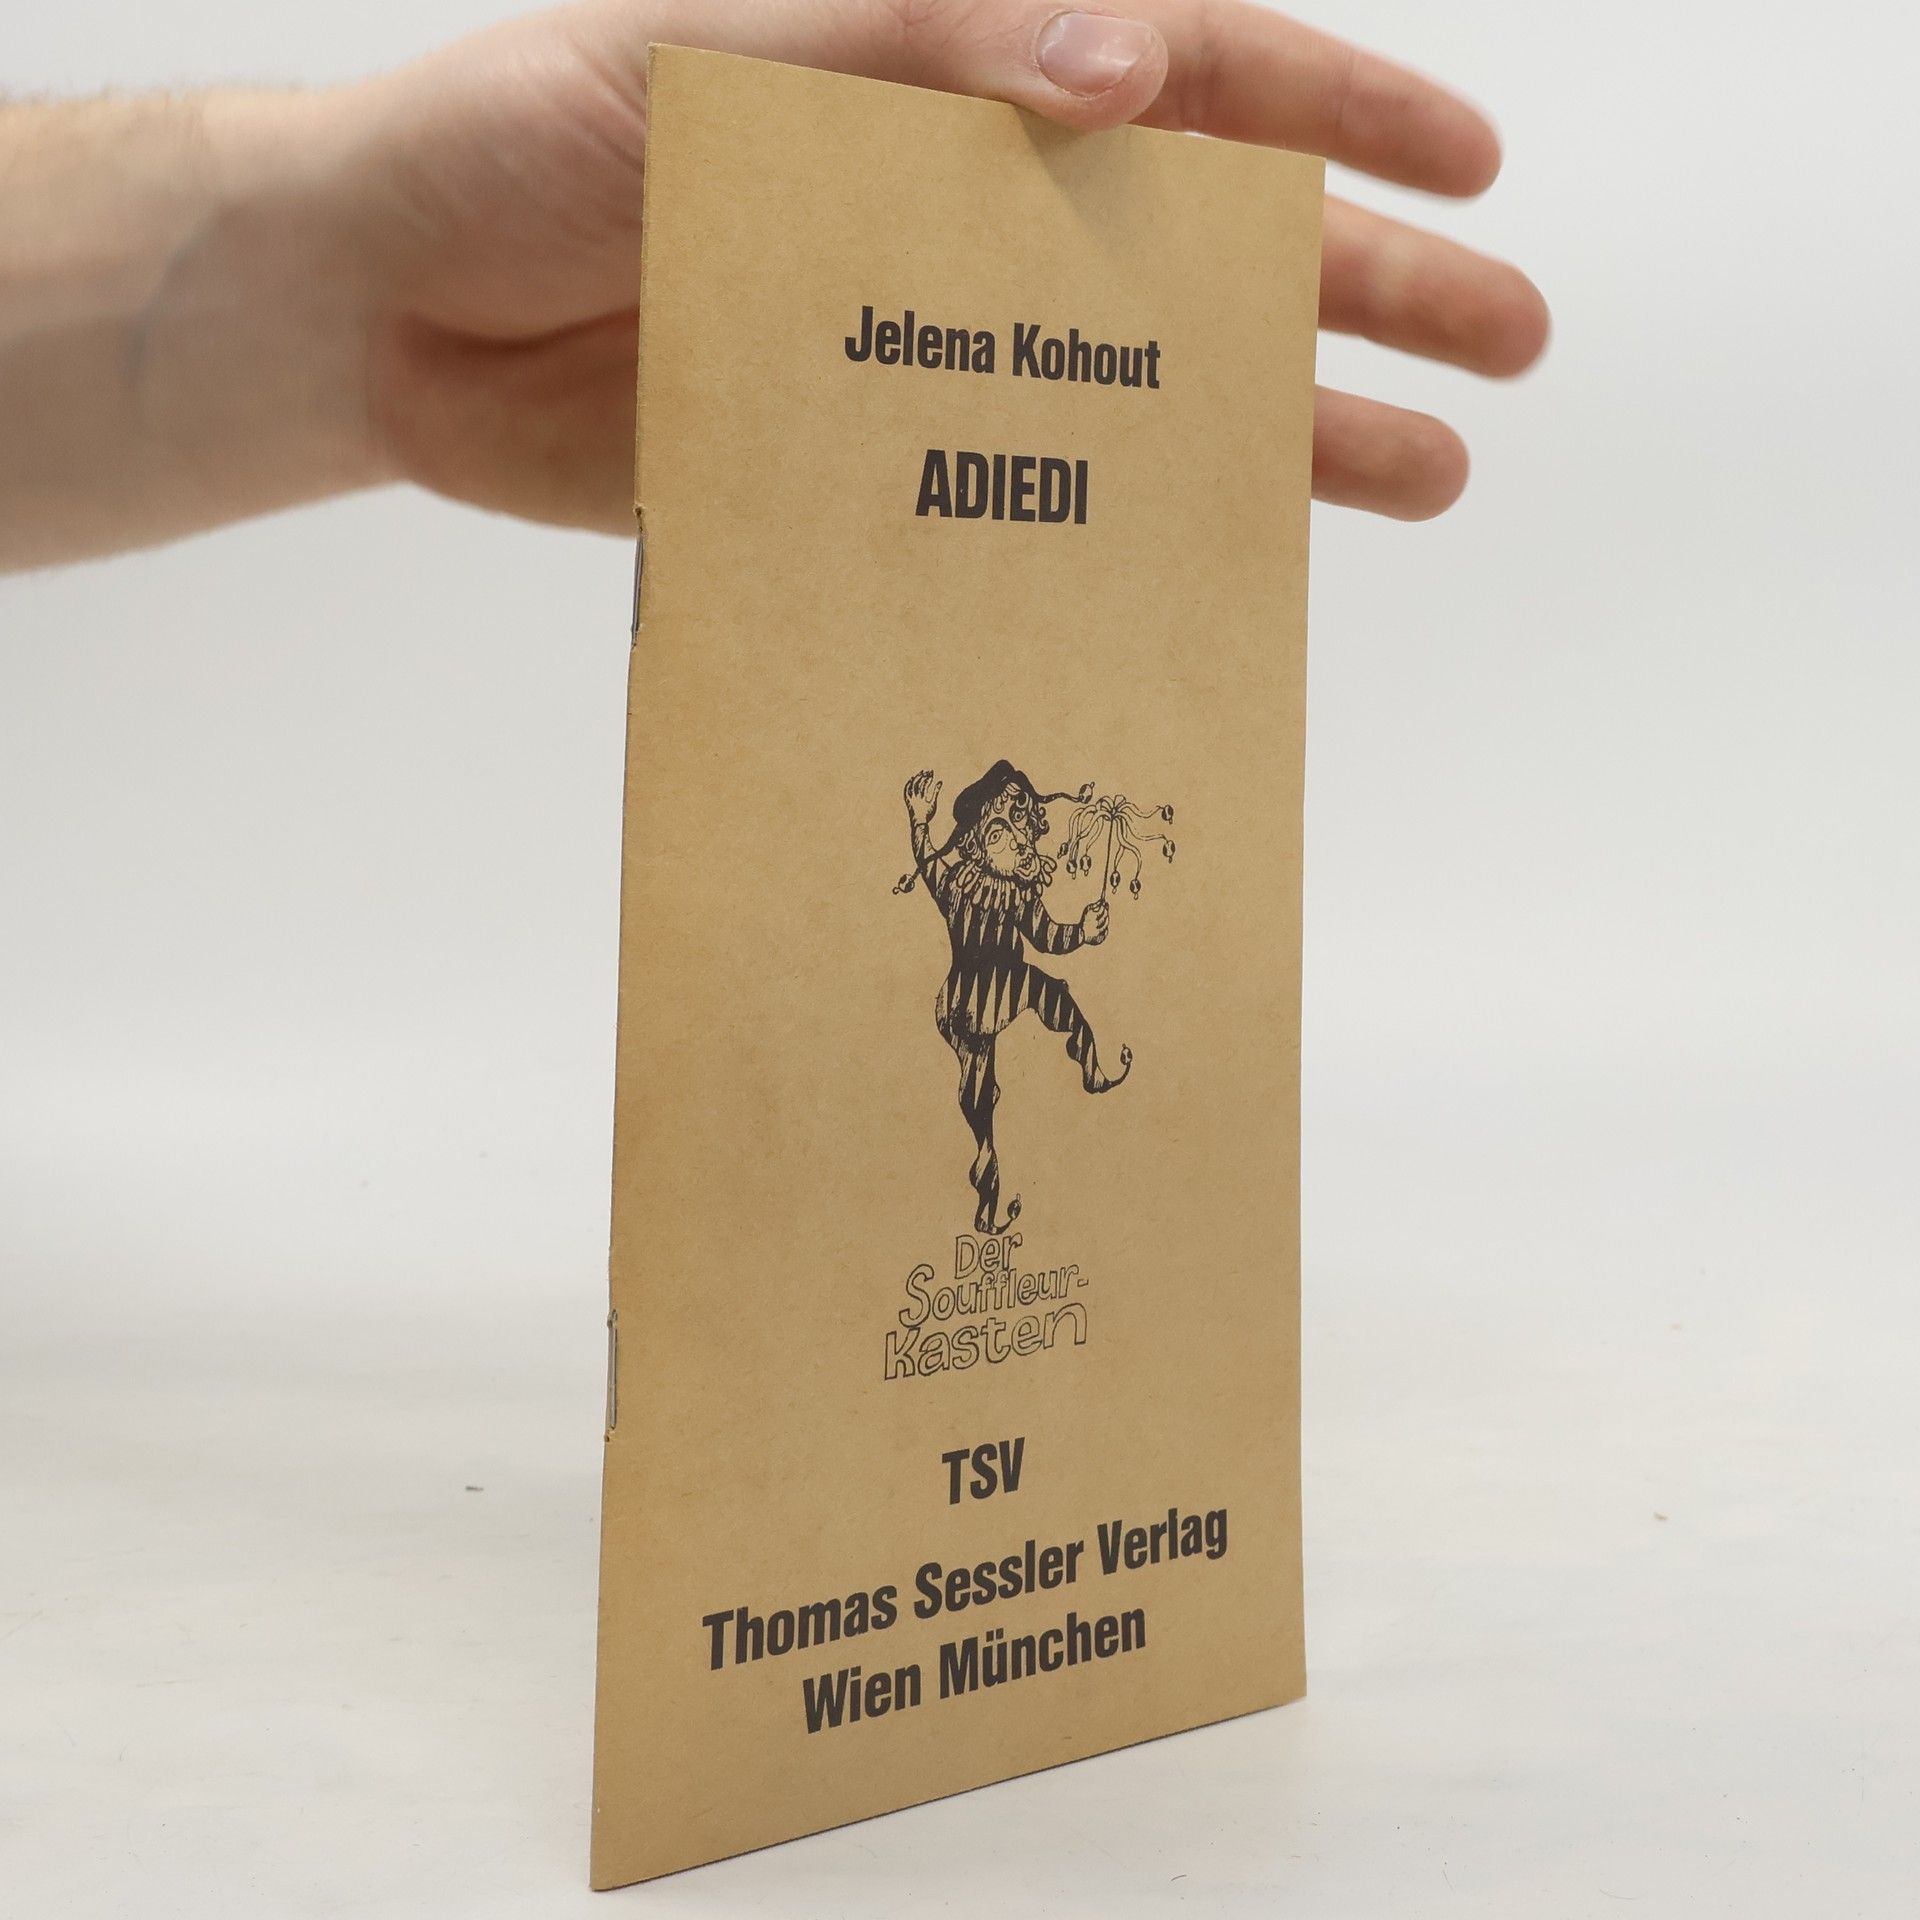 Jelena Kohout
ADIEDI
Der
Souffleur-
Kasten
TSV
Thomas Sessler Verlag
Wien München